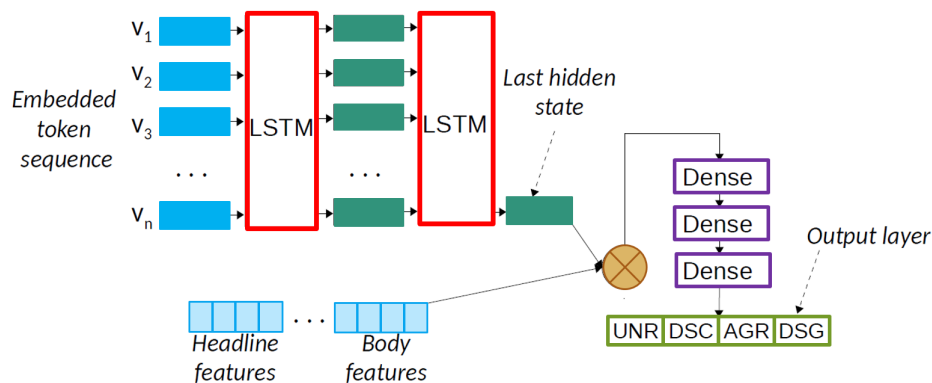 v1
v2
v3
. . .
vn
Embedded
token
sequence
LSTM
. . .
LSTM
Last hidden
state
Dense
Dense
Dense
Output layer
UNR DSC AGR DSG
. . .
Headline
features
Body
features